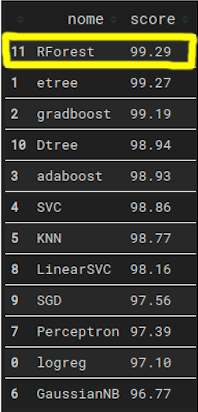 nome score
11 RForest 99.29
1 etree 99.27
2 gradboost 99.19
10 Dtree 98.94
3 adaboost 98.93
4 SVC 98.86
5 KNN 98.77
8 LinearSVC 98.16
9 SGD 97.56
7 Perceptron 97.39
0 logreg 97.10
6 GaussianNB 96.77